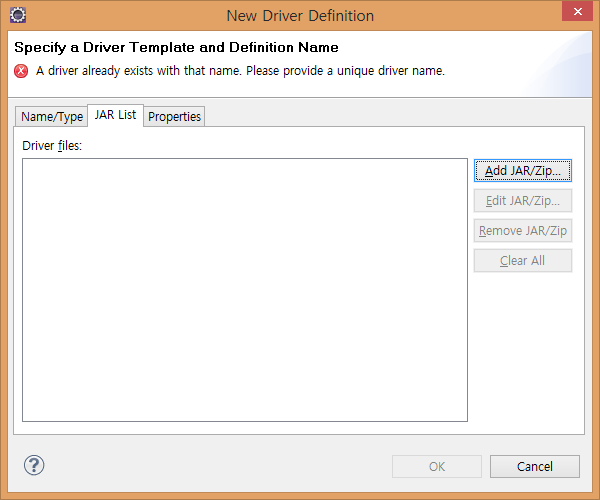 New Driver Definition
Specify a Driver Template and Definition Name
A driver already exists with that name. Please provide a unique driver name.
Name/Type JAR List Properties
Driver files:
Add JAR/Zip...
Edit JAR/Zip...
Remove JAR/Zip
Clear All
OK Cancel